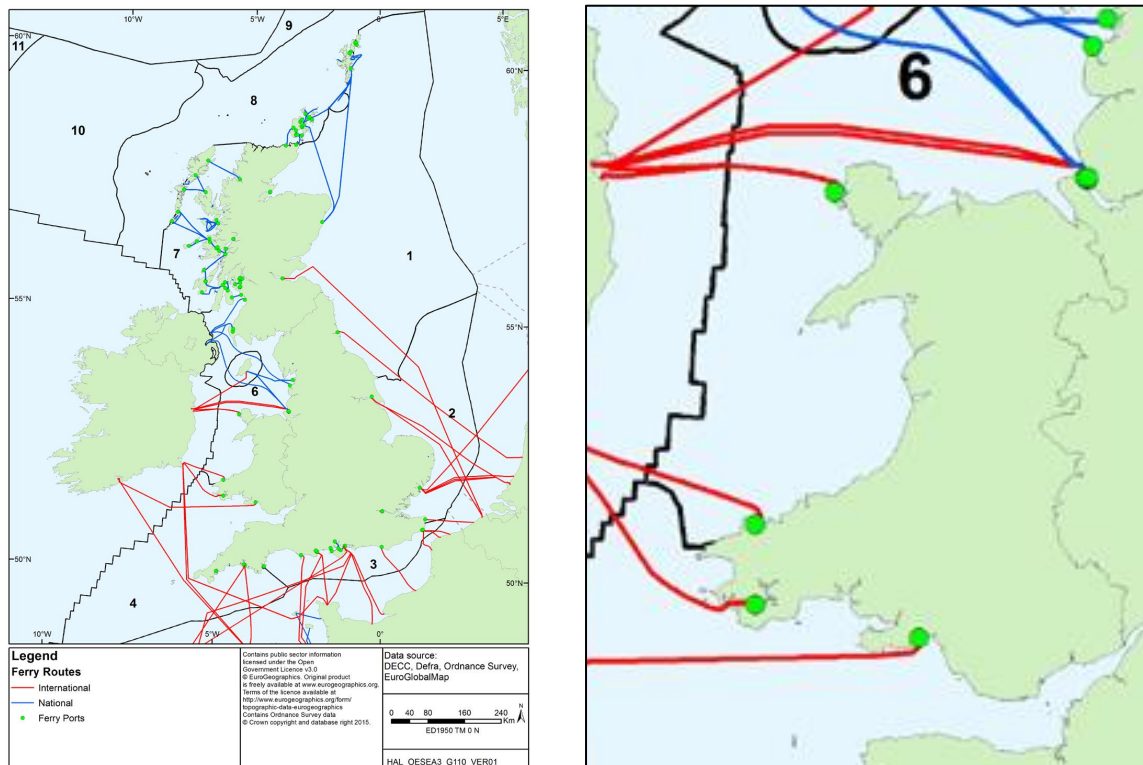 10°W
5°W
0°
5°E
60°N
60°N
11
9
8
10
7
1
55°N
55°N
6
2
3
4
50°N
50°N
10°W
5°W
0°
Legend
Ferry Routes
International
National
Ferry Ports
Contains public sector information
licensed under the Open
Government Licence v3.0
© EuroGeographics. Original product
is freely available at www.eurogeographics.org.
Terms of the licence available at
http://www.eurogeographics.org/form/
topographic-data-eurogeographics
Contains Ordnance Survey data
© Crown copyright and database right 2015.
Data source:
DECC, Defra, Ordnance Survey,
EuroGlobalMap
0 40 80 160 240
Km
N
ED1950 TM 0 N
HAL_OESEA3_G110_VER01
6